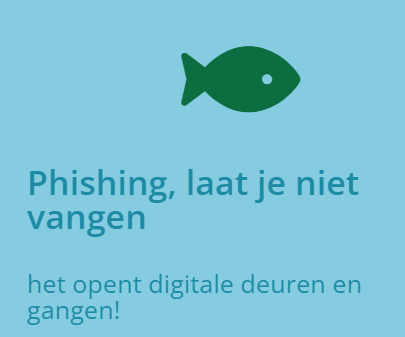 Phishing, laat je niet
vangen
het opent digitale deuren en
gangen!